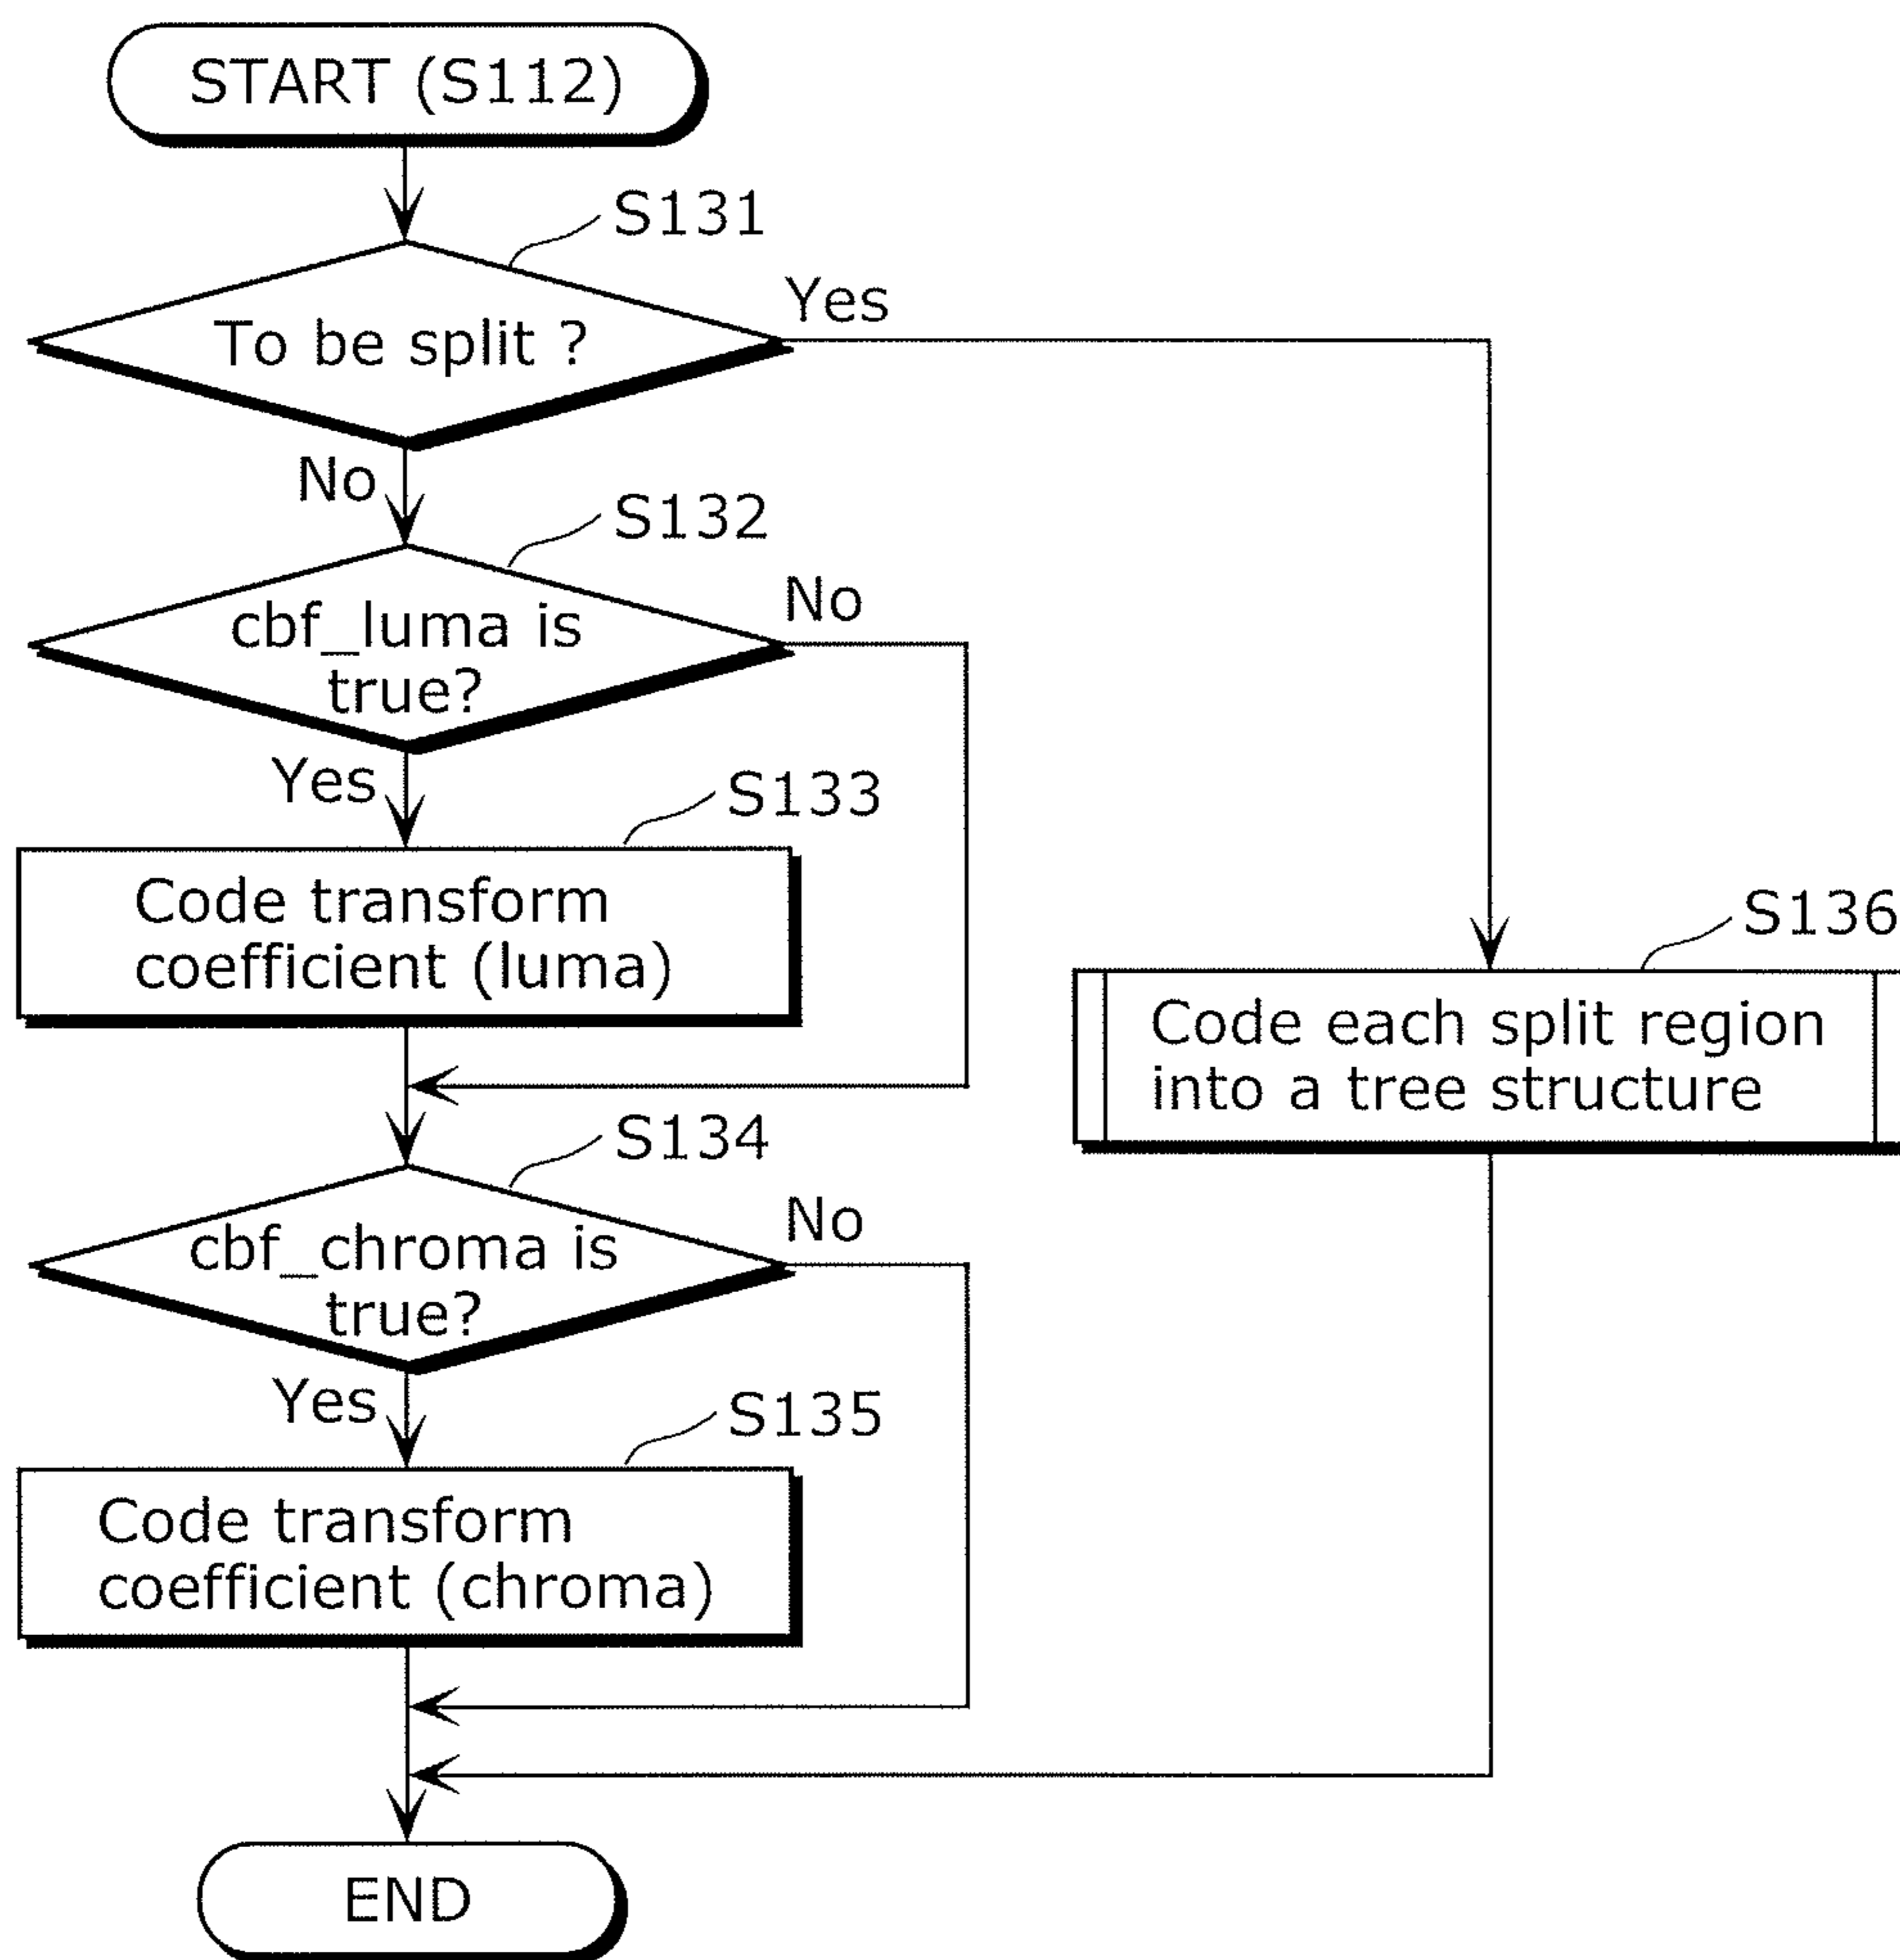 START (S112)
S131
To be split ?
Yes
No
S132
cbf_luma is
true?
No
Yes
S133
Code transform
coefficient (luma)
S136
Code each split region
into a tree structure
S134
cbf_chroma is
true?
No
Yes
S135
Code transform
coefficient (chroma)
END